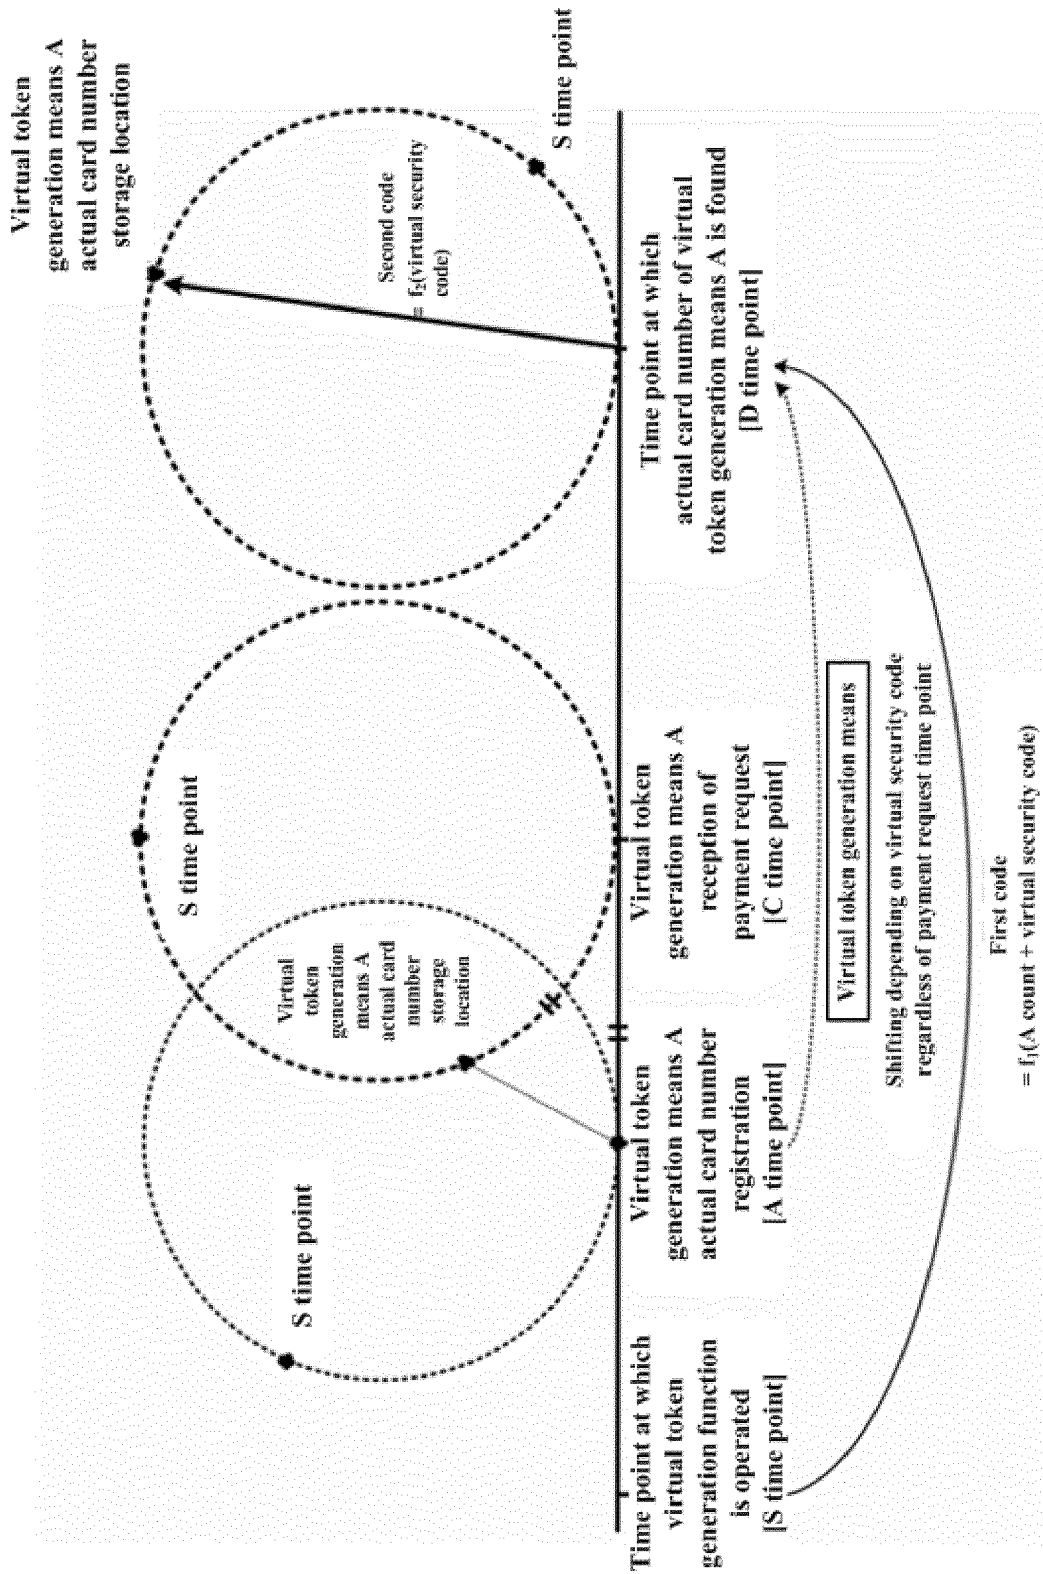 Virtual token
generation means A
actual card number
storage location
S time point
Second code
= f2(virtual security
code)
S time point
Virtual
token
generation
means A
actual card
number
storage
location
S time point
Time point at which
virtual token
generation function
is operated
[S time point]
Virtual token
generation means A
actual card number
registration
[A time point]
Virtual token
generation means A
reception of
payment request
[C time point]
Time point at which
actual card number of virtual
token generation means A is found
[D time point]
Virtual token generation means
Shifting depending on virtual security code
regardless of payment request time point
First code
= f1(A count + virtual security code)